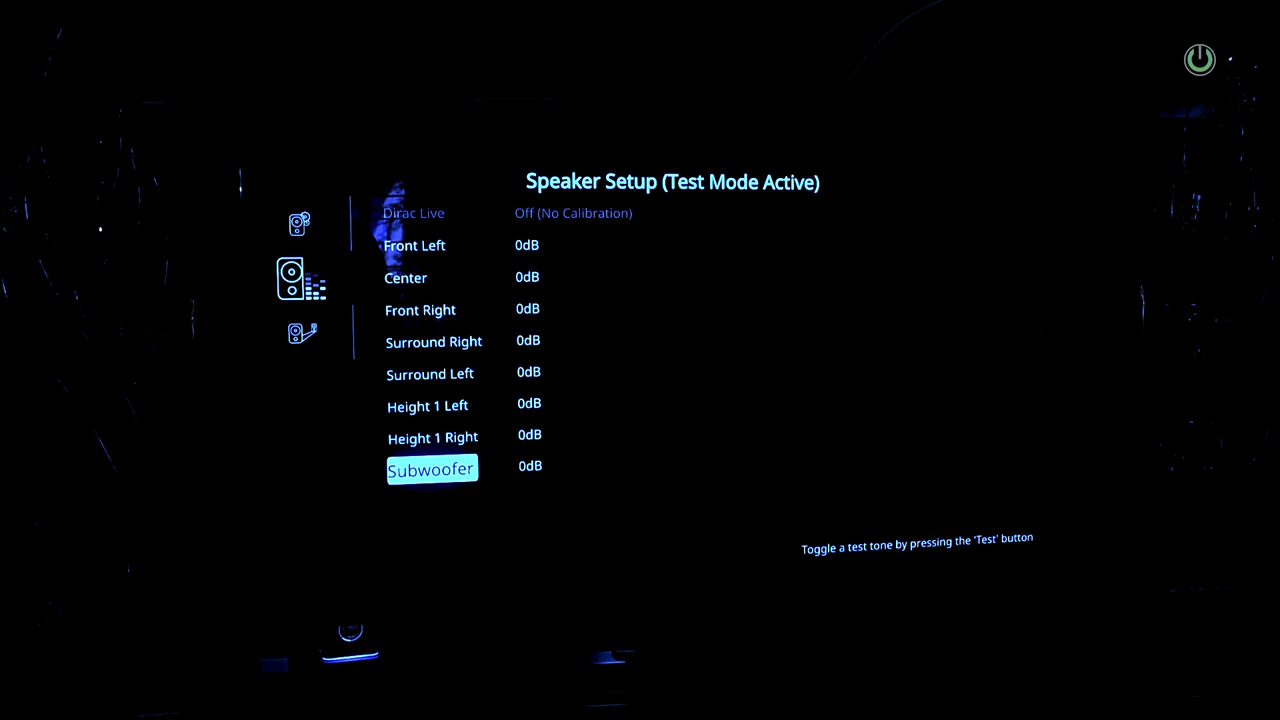 Speaker Setup (Test Mode Active)
Dirac Live Off (No Calibration)
Front Left 0dB
Center 0dB
Front Right 0dB
Surround Right 0dB
Surround Left 0dB
Height 1 Left 0dB
Height 1 Right 0dB
Subwoofer 0dB
Toggle a test tone by pressing the 'Test' button